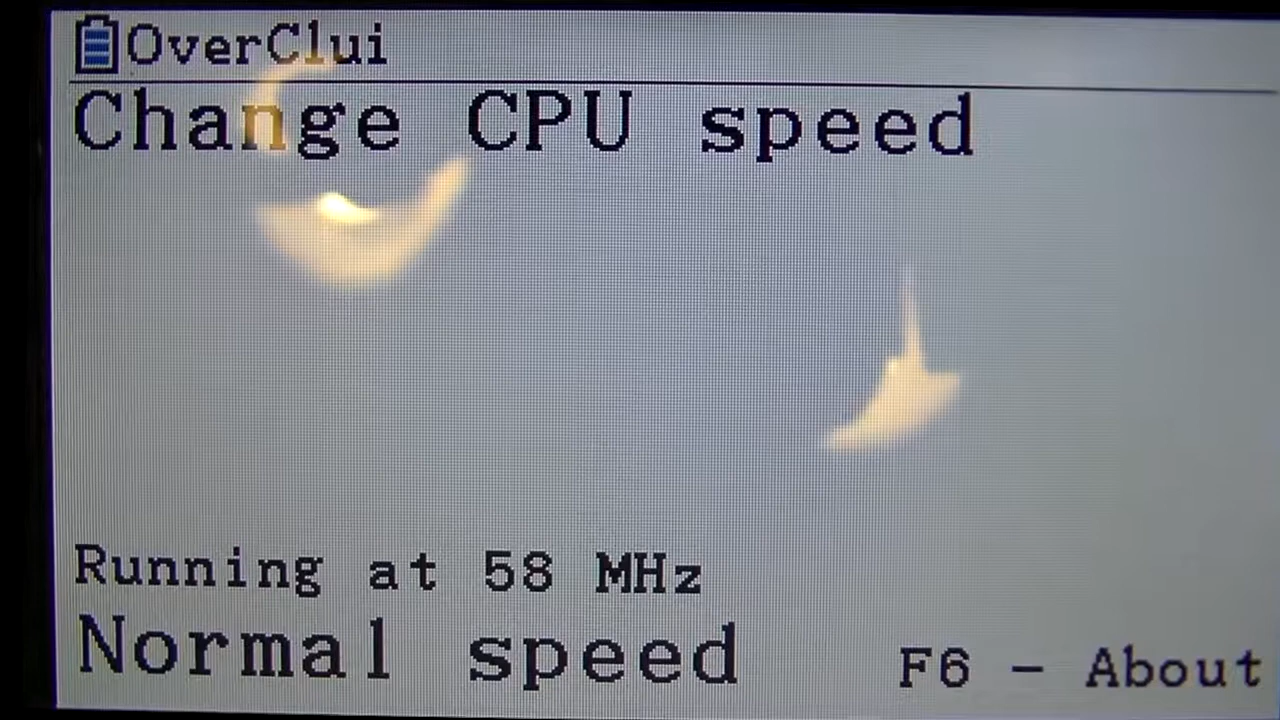 OverClui
Change CPU speed
Running at 58 MHz
Normal speed
F6 - About